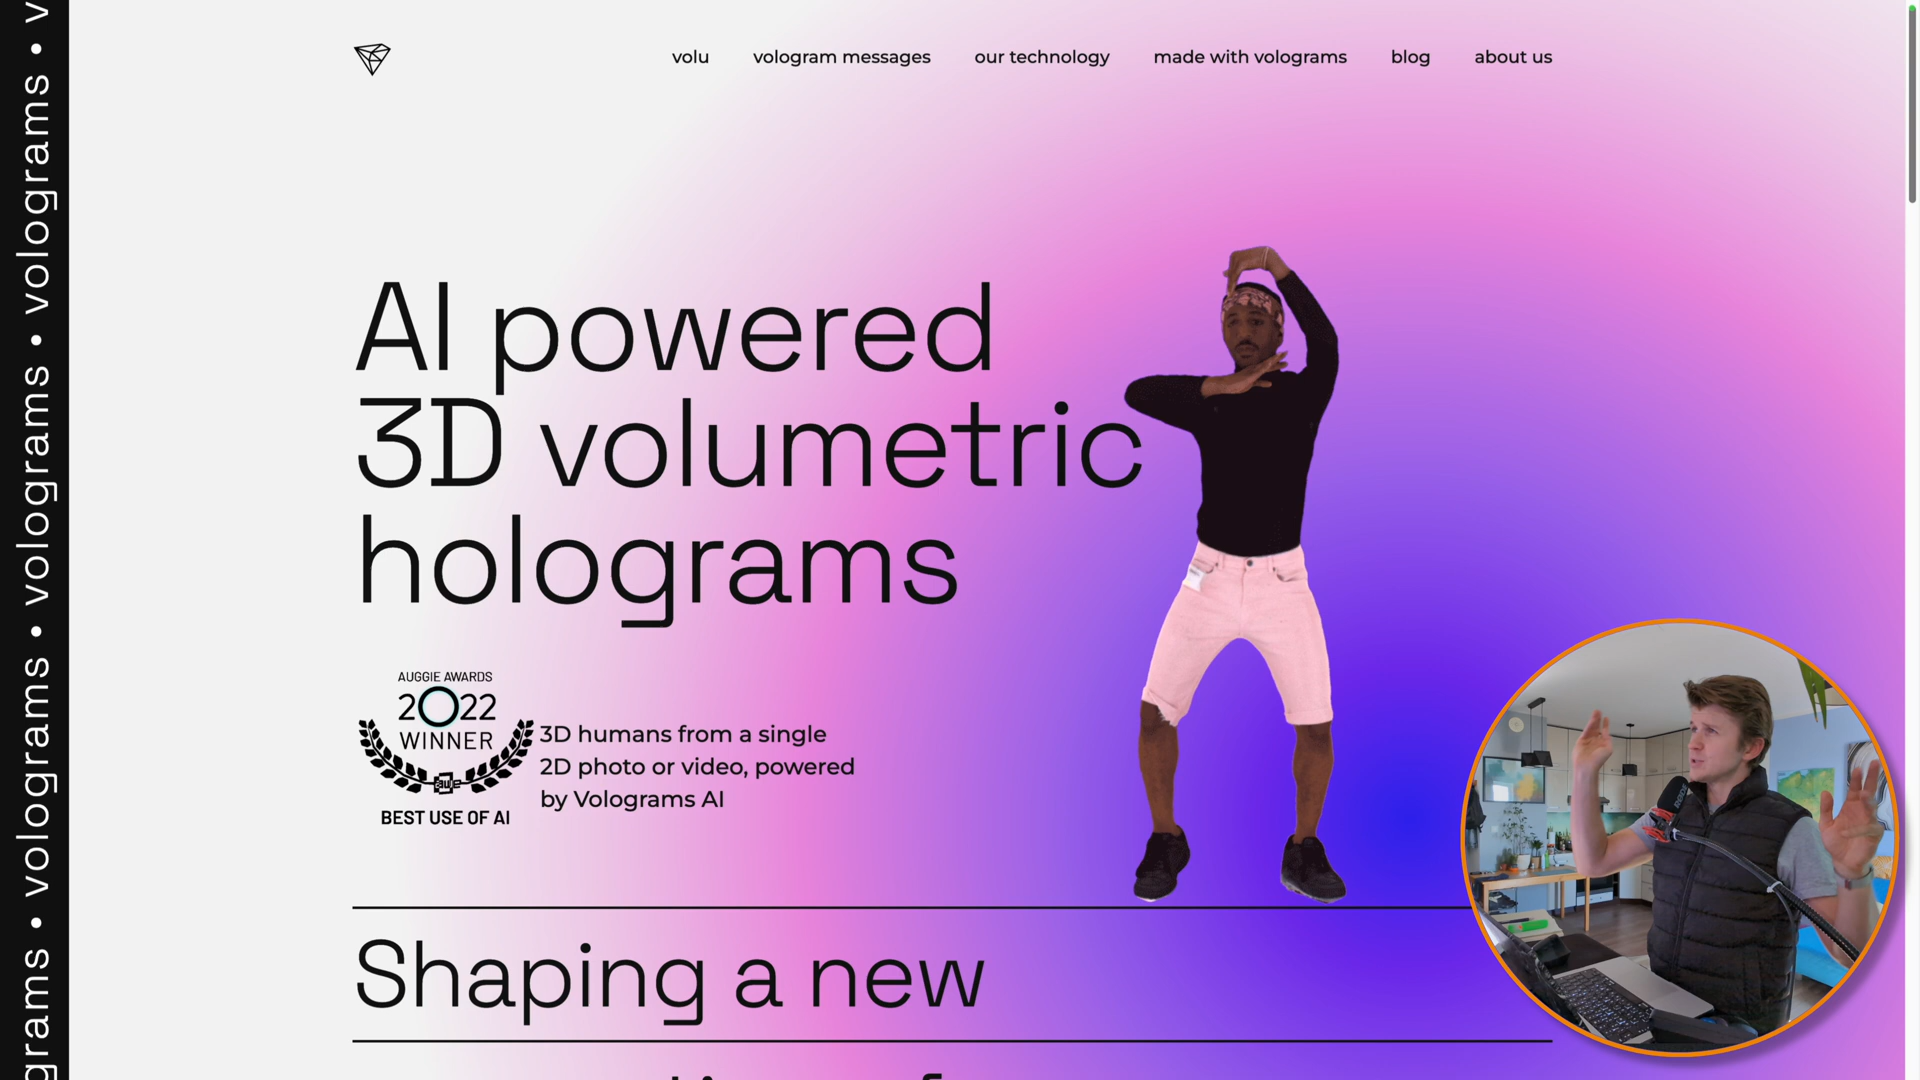 volu
vologram messages
our technology
made with volograms
blog
about us
AI powered
3D volumetric
holograms
AUGGIE AWARDS
2022
WINNER
awe
BEST USE OF AI
3D humans from a single
2D photo or video, powered
by Volograms AI
Shaping a new
grams • volograms • volograms • volograms • v